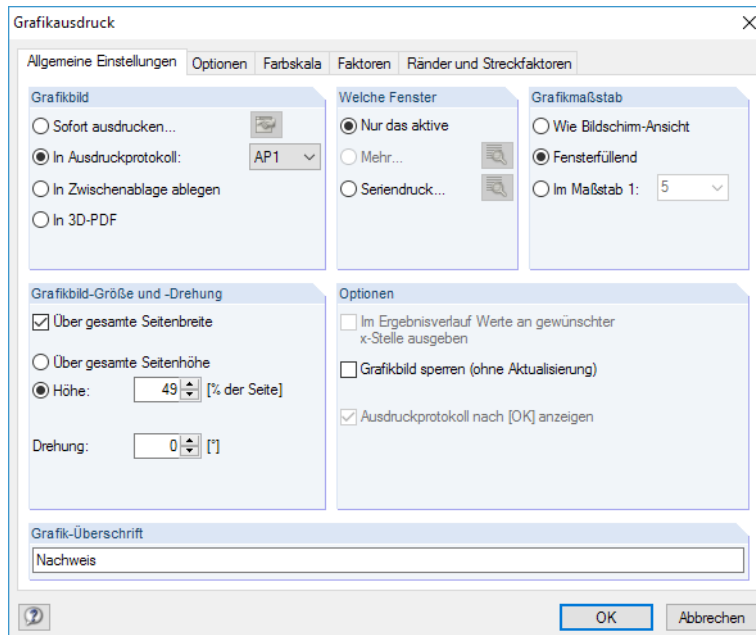 Grafikausdruck
Allgemeine Einstellungen Optionen Farbskala Faktoren Ränder und Streckfaktoren
Grafikbild
Sofort ausdrucken...
In Ausdruckprotokoll: AP1
In Zwischenablage ablegen
In 3D-PDF
Welche Fenster
Nur das aktive
Mehr...
Seriendruck...
Grafikmaßstab
Wie Bildschirm-Ansicht
Fensterfüllend
Im Maßstab 1: 5
Grafikbild-Größe und -Drehung
Über gesamte Seitenbreite
Über gesamte Seitenhöhe
Höhe: 49 [% der Seite]
Drehung: 0 [°]
Optionen
Im Ergebnisverlauf Werte an gewünschter
x-Stelle ausgeben
Grafikbild sperren (ohne Aktualisierung)
Ausdruckprotokoll nach [OK] anzeigen
Grafik-Überschrift
Nachweis
OK Abbrechen